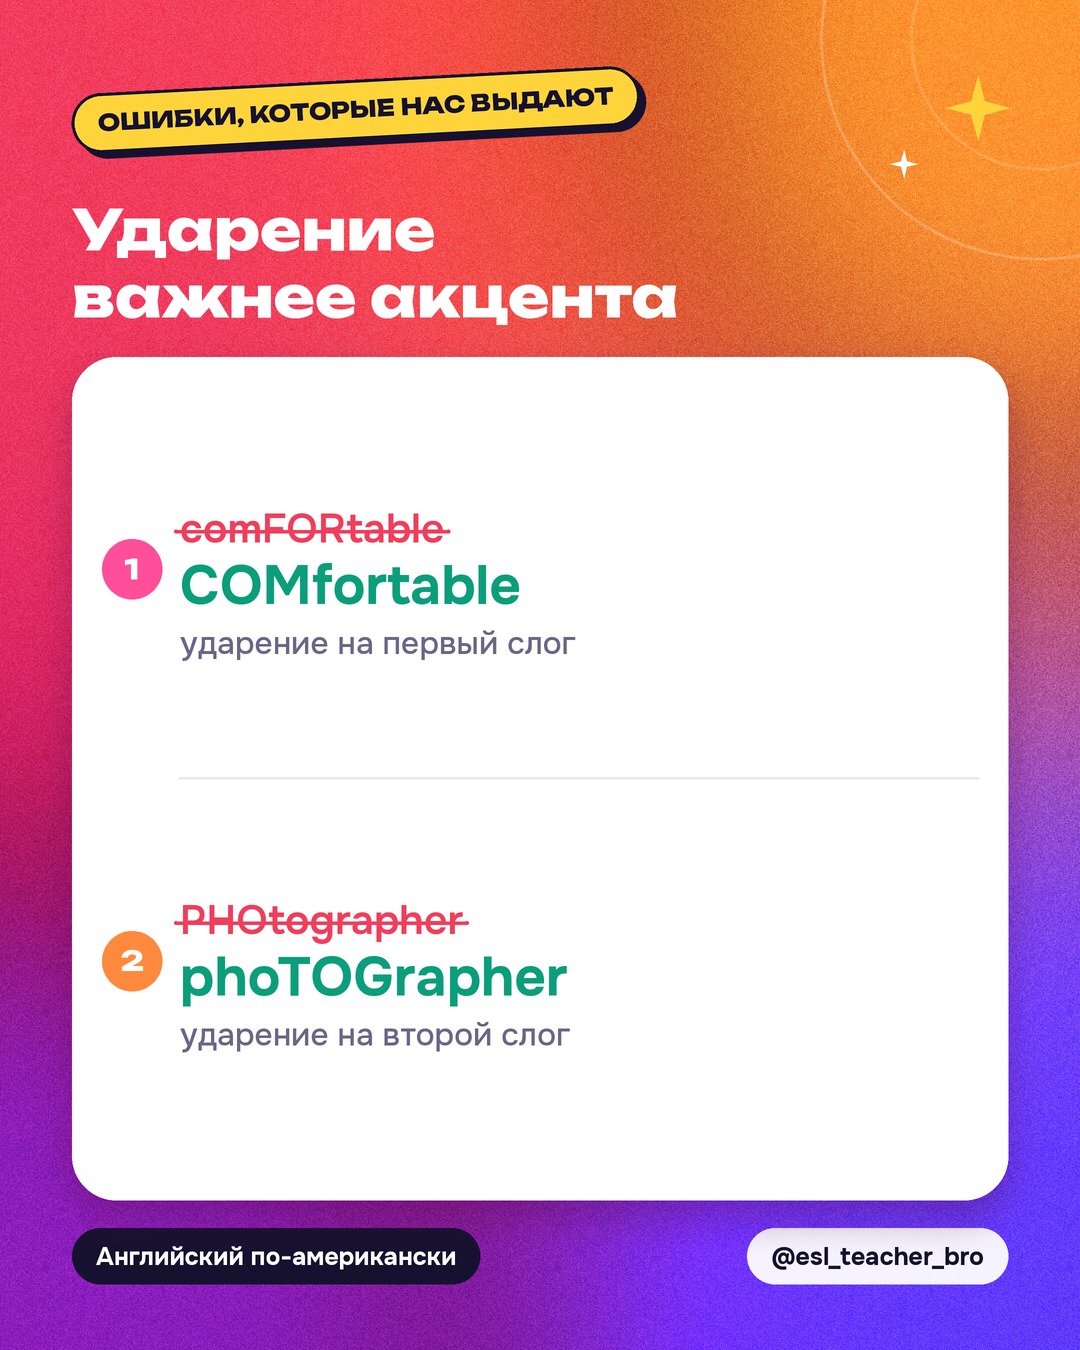 ОШИБКИ, КОТОРЫЕ НАС ВЫДАЮТ
Ударение
важнее акцента
1
comFORtable
COMfortable
ударение на первый слог
2
PHOtographer
phoTOGrapher
ударение на второй слог
Английский по-американски
@esl_teacher_bro